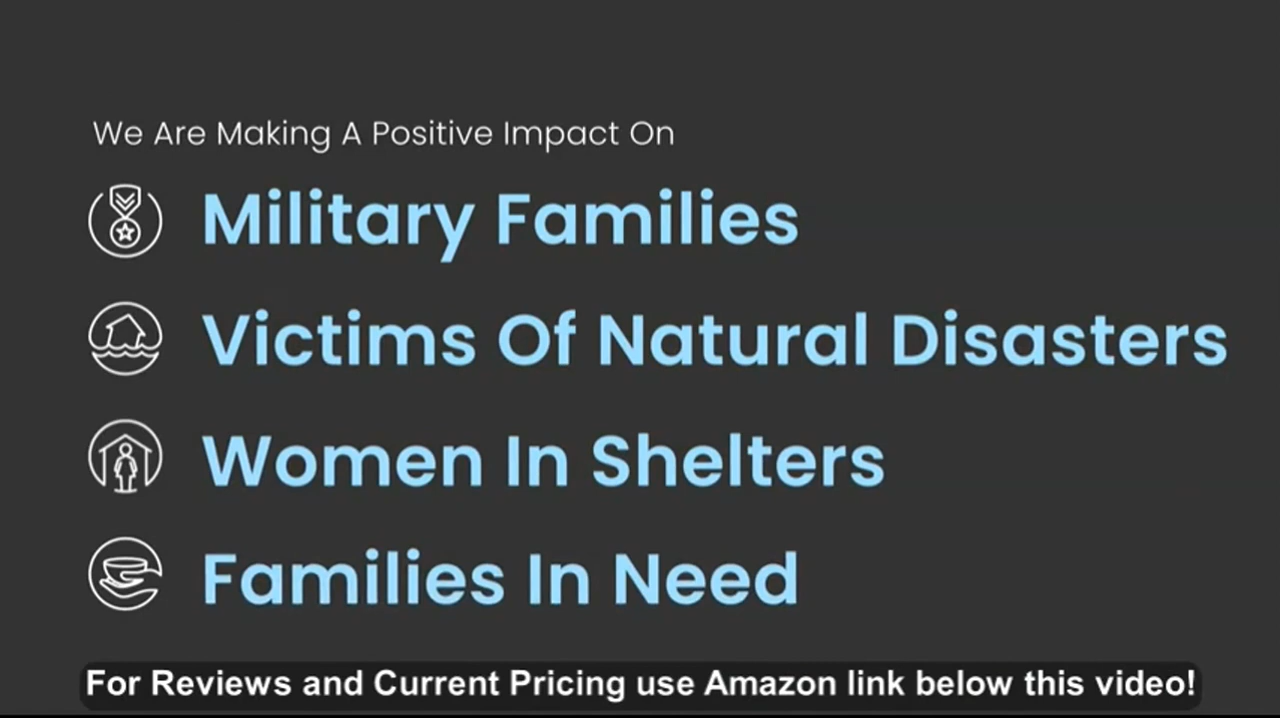 We Are Making A Positive Impact On
Military Families
Victims Of Natural Disasters
Women In Shelters
Families In Need
For Reviews and Current Pricing use Amazon link below this video!